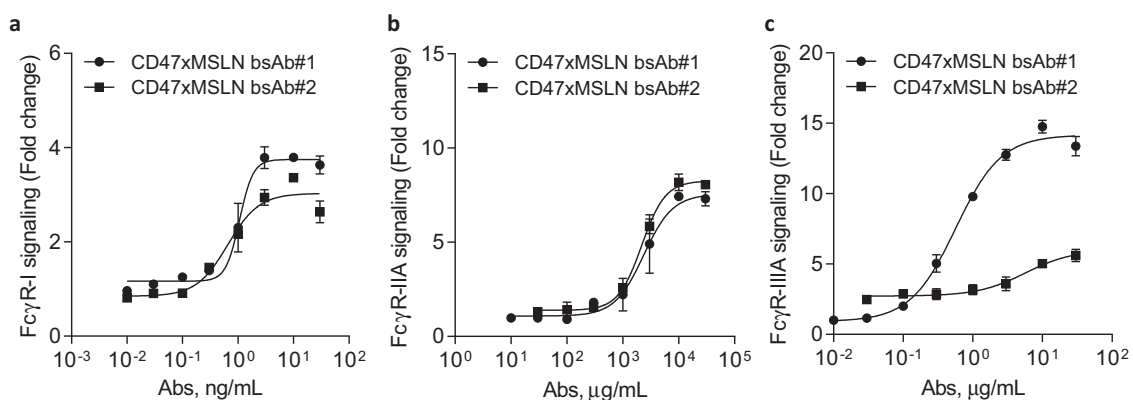 a
FcγR-I signaling (Fold change)
6
4
2
0
CD47xMSLN bsAb#1
CD47xMSLN bsAb#2
10⁻³ 10⁻² 10⁻¹ 10⁰ 10¹ 10²
Abs, ng/mL
b
FcγR-IIA signaling (Fold change)
15
10
5
0
CD47xMSLN bsAb#1
CD47xMSLN bsAb#2
10⁰ 10¹ 10² 10³ 10⁴ 10⁵
Abs, μg/mL
c
FcγR-IIIA signaling (Fold change)
20
15
10
5
0
CD47xMSLN bsAb#1
CD47xMSLN bsAb#2
10⁻² 10⁻¹ 10⁰ 10¹ 10²
Abs, μg/mL